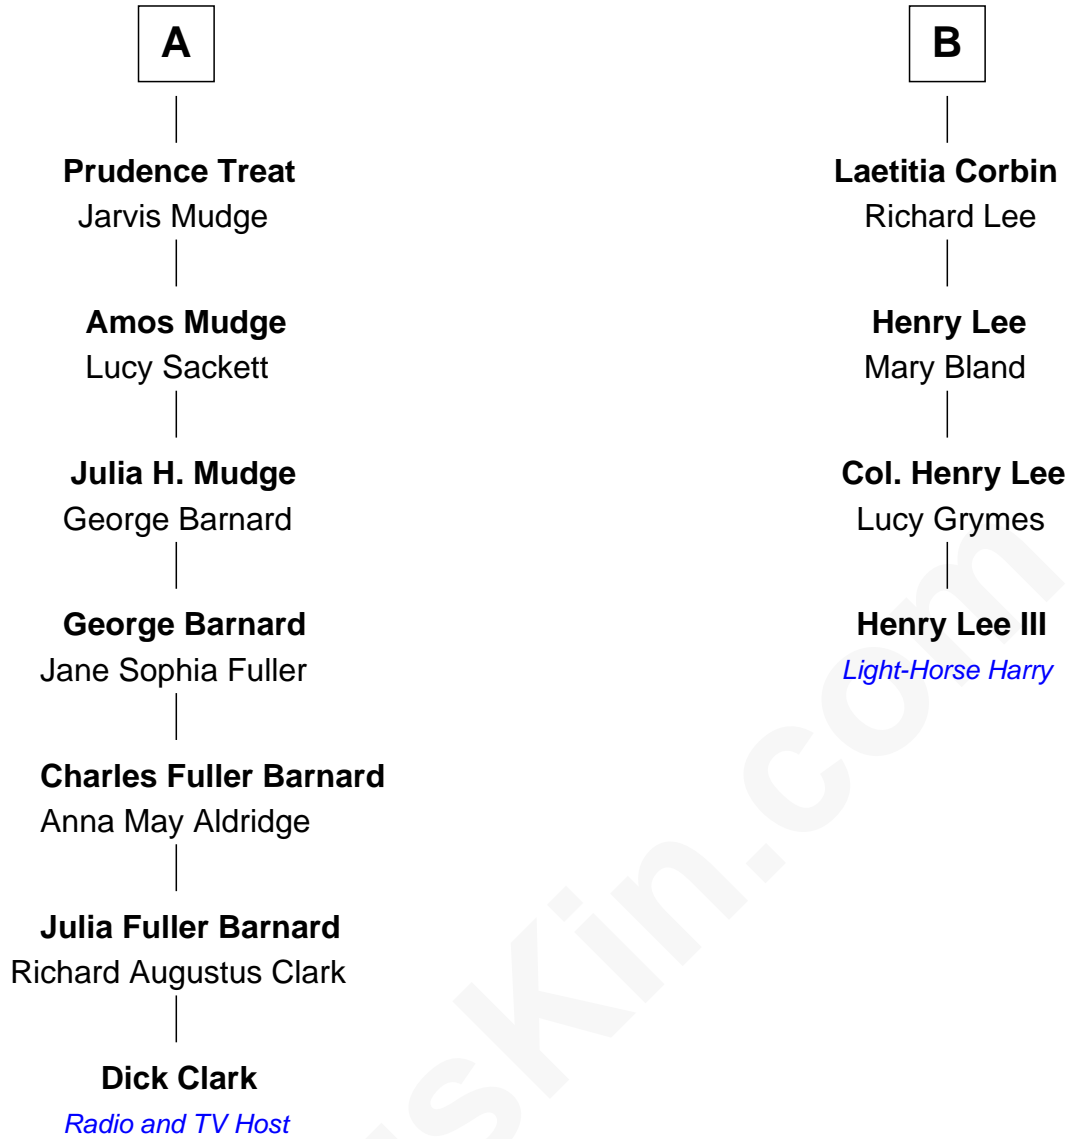 A
Prudence Treat
Jarvis Mudge
Amos Mudge
Lucy Sackett
Julia H. Mudge
George Barnard
George Barnard
Jane Sophia Fuller
Charles Fuller Barnard
Anna May Aldridge
Julia Fuller Barnard
Richard Augustus Clark
Dick Clark
Radio and TV Host
B
Laetitia Corbin
Richard Lee
Henry Lee
Mary Bland
Col. Henry Lee
Lucy Grymes
Henry Lee III
Light-Horse Harry
usKin.com